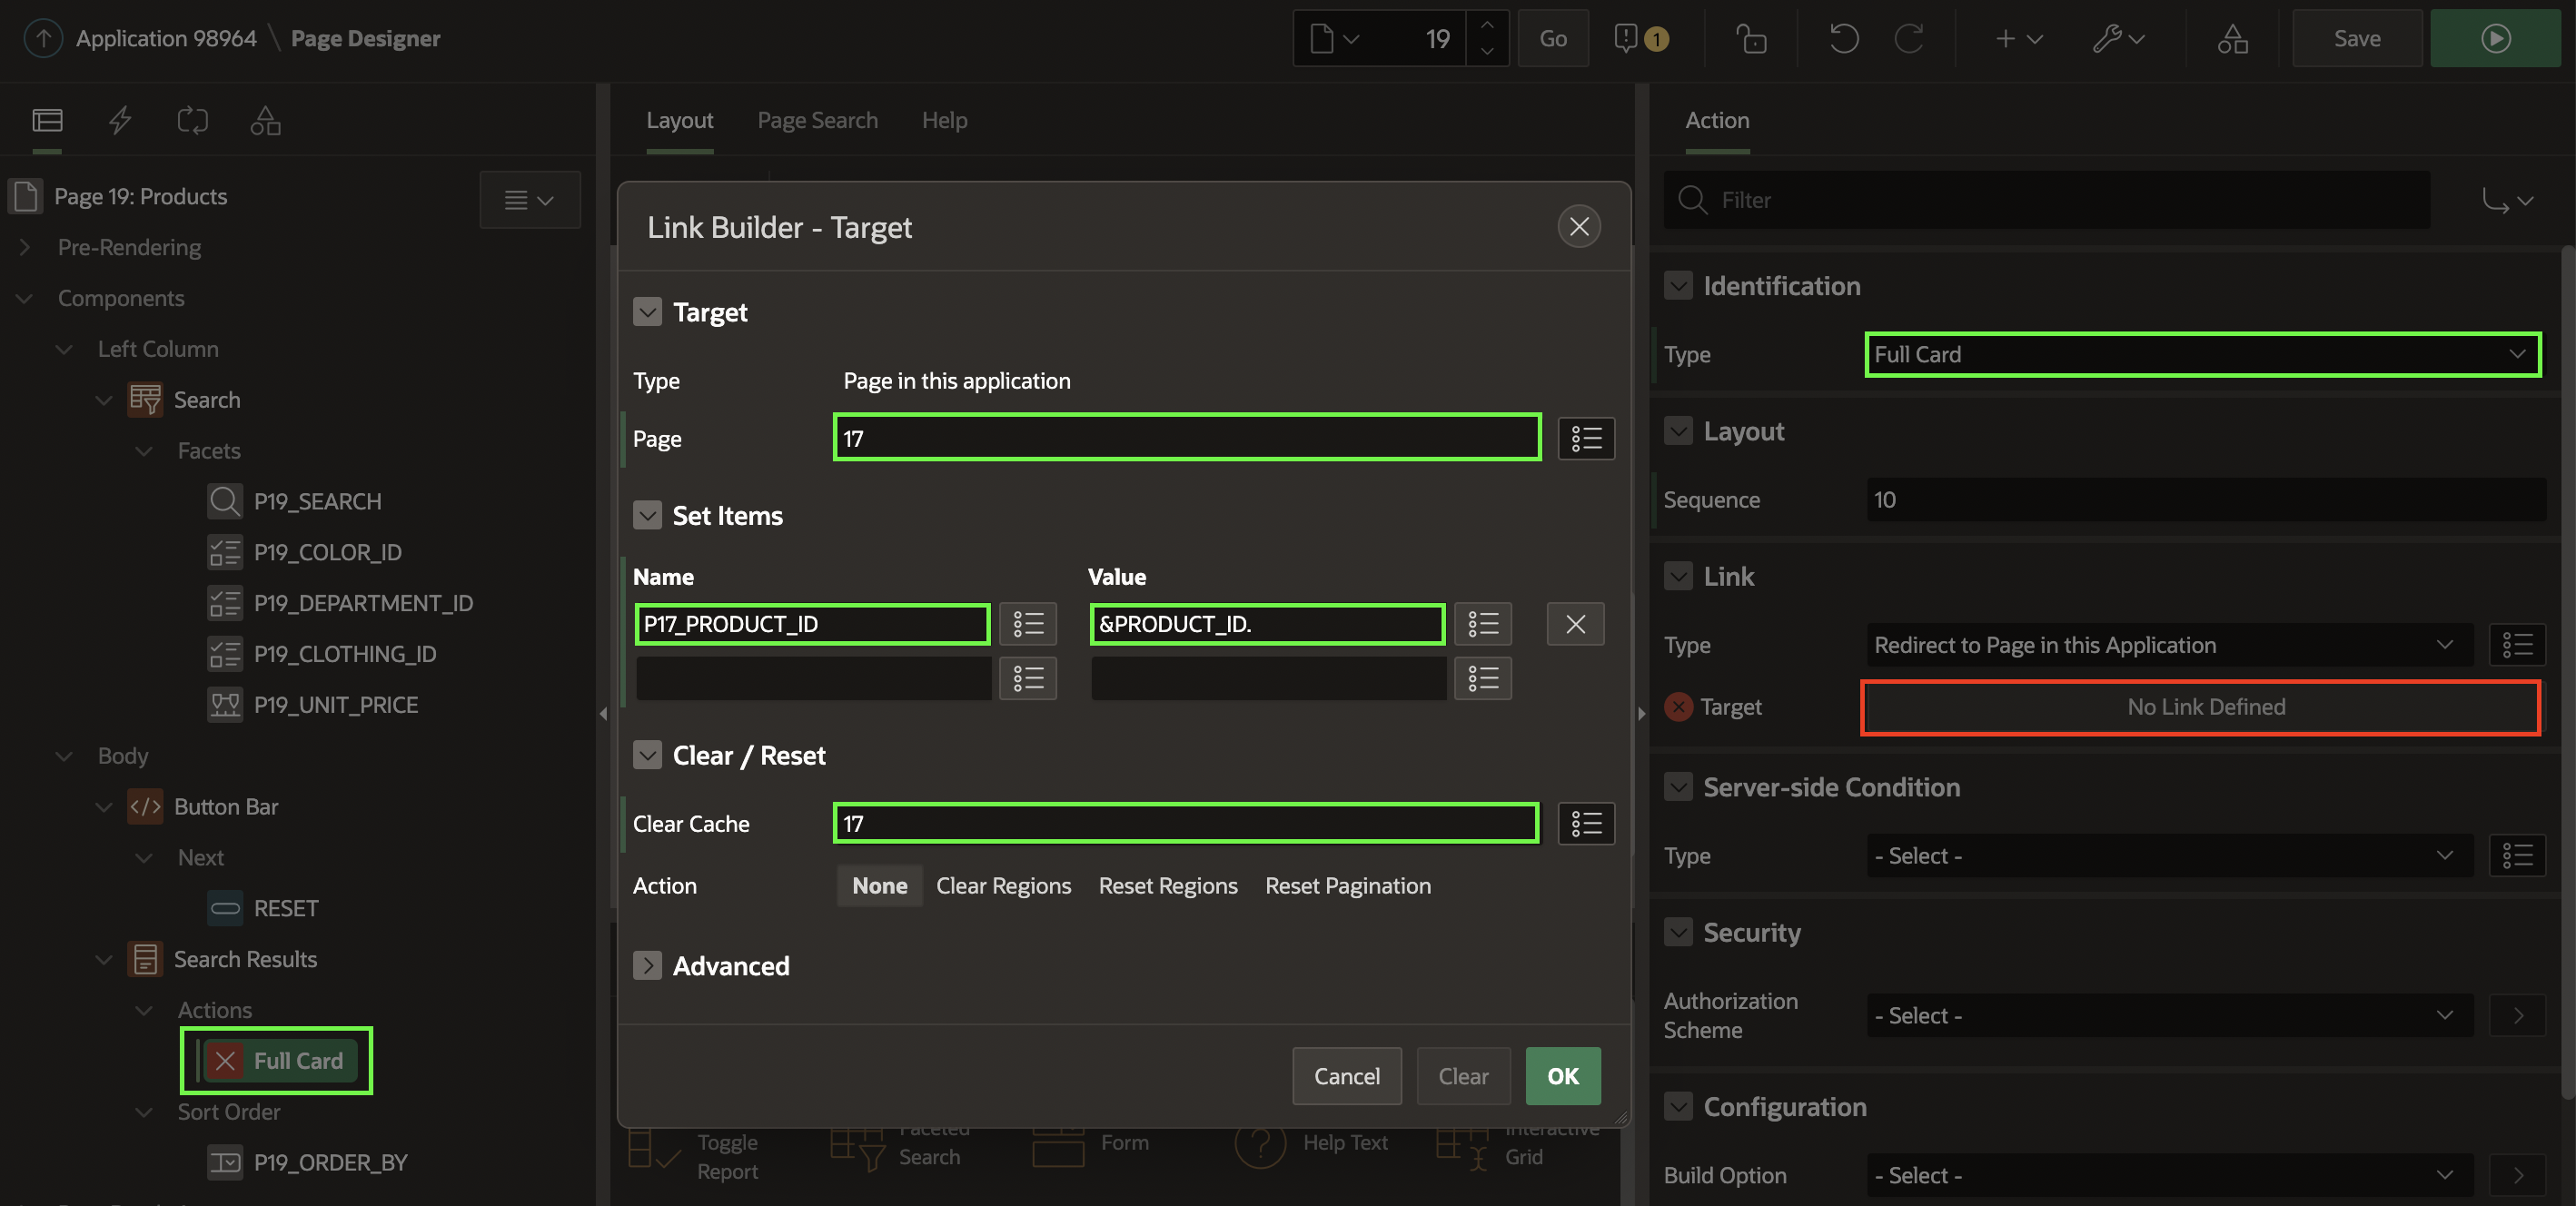 Application 98964 \ Page Designer
19
Go
1
Save
Layout
Page Search
Help
Action
Page 19: Products
Pre-Rendering
Components
Left Column
Search
Facets
P19_SEARCH
P19_COLOR_ID
P19_DEPARTMENT_ID
P19_CLOTHING_ID
P19_UNIT_PRICE
Body
Button Bar
Next
RESET
Search Results
Actions
Full Card
Sort Order
P19_ORDER_BY
Link Builder - Target
Target
Type Page in this application
Page 17
Set Items
Name Value
P17_PRODUCT_ID &PRODUCT_ID.
Clear / Reset
Clear Cache 17
Action None Clear Regions Reset Regions Reset Pagination
Advanced
Cancel Clear OK
Toggle
Report
Faceted
Search
Form
Help Text
Interactive
Grid
Filter
Identification
Type Full Card
Layout
Sequence 10
Link
Type Redirect to Page in this Application
Target No Link Defined
Server-side Condition
Type - Select -
Security
Authorization
Scheme
- Select -
Configuration
Build Option - Select -